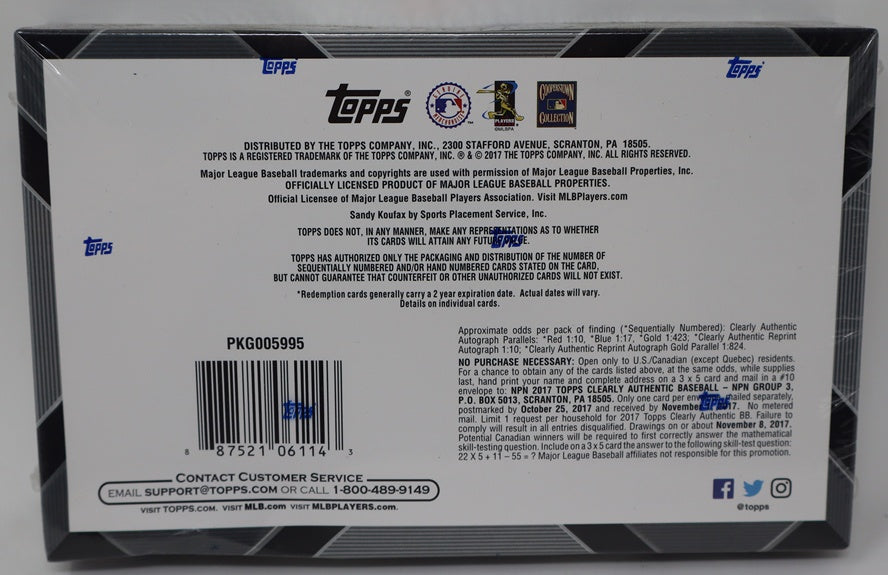 Topps Topps
Topps® GENUINE MERCHANDISE ™ PLAYERS ©MLBPA COOPERSTOWN COLLECTION
DISTRIBUTED BY THE TOPPS COMPANY, INC., 2300 STAFFORD AVENUE, SCRANTON, PA 18505.
TOPPS IS A REGISTERED TRADEMARK OF THE TOPPS COMPANY, INC. ® & © 2017 THE TOPPS COMPANY, INC. ALL RIGHTS RESERVED.
Major League Baseball trademarks and copyrights are used with permission of Major League Baseball Properties, Inc.
OFFICIALLY LICENSED PRODUCT OF MAJOR LEAGUE BASEBALL PROPERTIES.
Official Licensee of Major League Baseball Players Association. Visit MLBPlayers.com
Sandy Koufax by Sports Placement Service, Inc.
TOPPS DOES NOT, IN ANY MANNER, MAKE ANY REPRESENTATIONS AS TO WHETHER
ITS CARDS WILL ATTAIN ANY FUTURE VALUE.
Topps Topps
TOPPS HAS AUTHORIZED ONLY THE PACKAGING AND DISTRIBUTION OF THE NUMBER OF
SEQUENTIALLY NUMBERED AND/OR HAND NUMBERED CARDS STATED ON THE CARD,
BUT CANNOT GUARANTEE THAT COUNTERFEIT OR OTHER UNAUTHORIZED CARDS WILL NOT EXIST.
*Redemption cards generally carry a 2 year expiration date. Actual dates will vary.
Details on individual cards.
PKG005995
Topps
8 87521 06114 3
Approximate odds per pack of finding (*Sequentially Numbered): Clearly Authentic
Autograph Parallels: *Red 1:10, *Blue 1:17, *Gold 1:423; *Clearly Authentic Reprint
Autograph 1:10; *Clearly Authentic Reprint Autograph Gold Parallel 1:824.
NO PURCHASE NECESSARY: Open only to U.S./Canadian (except Quebec) residents.
For a chance to obtain any of the cards listed above, at the same odds, while supplies
last, hand print your name and complete address on a 3 x 5 card and mail in a #10
envelope to: NPN 2017 TOPPS CLEARLY AUTHENTIC BASEBALL – NPN GROUP 3,
P.O. BOX 5013, SCRANTON, PA 18505. Only one card per envelope, mailed separately,
postmarked by October 25, 2017 and received by November 2017. No metered
mail. Limit 1 request per household for 2017 Topps Clearly Authentic BB. Failure to
comply will result in all entries disqualified. Drawings on or about November 8, 2017.
Potential Canadian winners will be required to first correctly answer the mathematical
skill-testing question. Include on a 3 x 5 card the answer to the following skill-test question:
22 X 5 + 11 – 55 = ? Major League Baseball affiliates not responsible for this promotion.
Topps
CONTACT CUSTOMER SERVICE
EMAIL SUPPORT@TOPPS.COM OR CALL 1-800-489-9149
VISIT TOPPS.COM. VISIT MLB.com VISIT MLBPLAYERS.com.
@topps